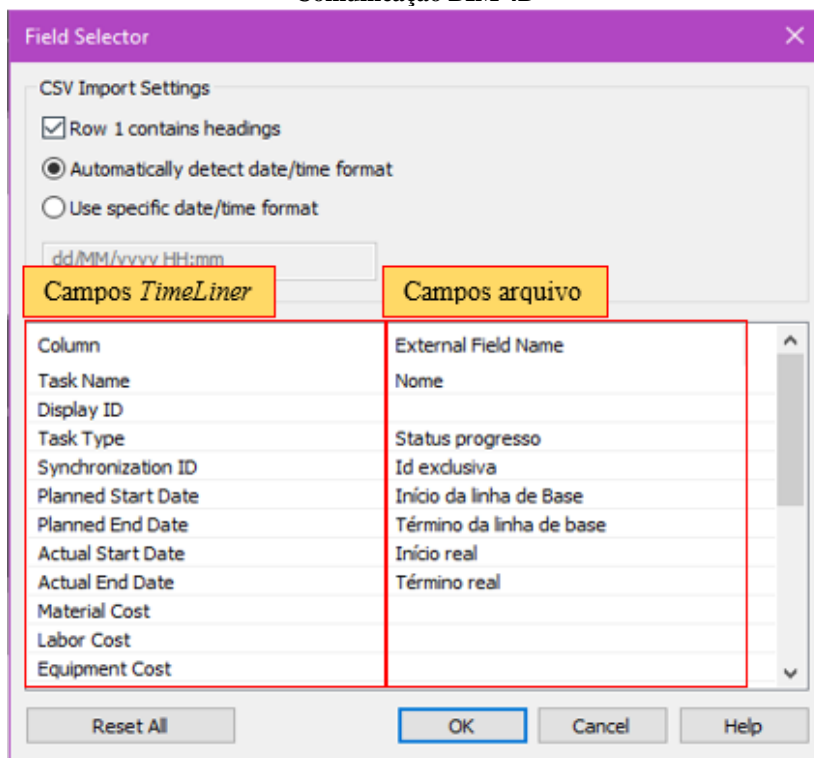 Comunicação BIM 4D
Field Selector
CSV Import Settings
Row 1 contains headings
Automatically detect date/time format
Use specific date/time format
dd/MM/yyyy HH:mm
Campos TimeLiner Campos arquivo
Column External Field Name
Task Name Nome
Display ID
Task Type Status progresso
Synchronization ID Id exclusiva
Planned Start Date Início da linha de Base
Planned End Date Término da linha de base
Actual Start Date Início real
Actual End Date Término real
Material Cost
Labor Cost
Equipment Cost
Reset All OK Cancel Help